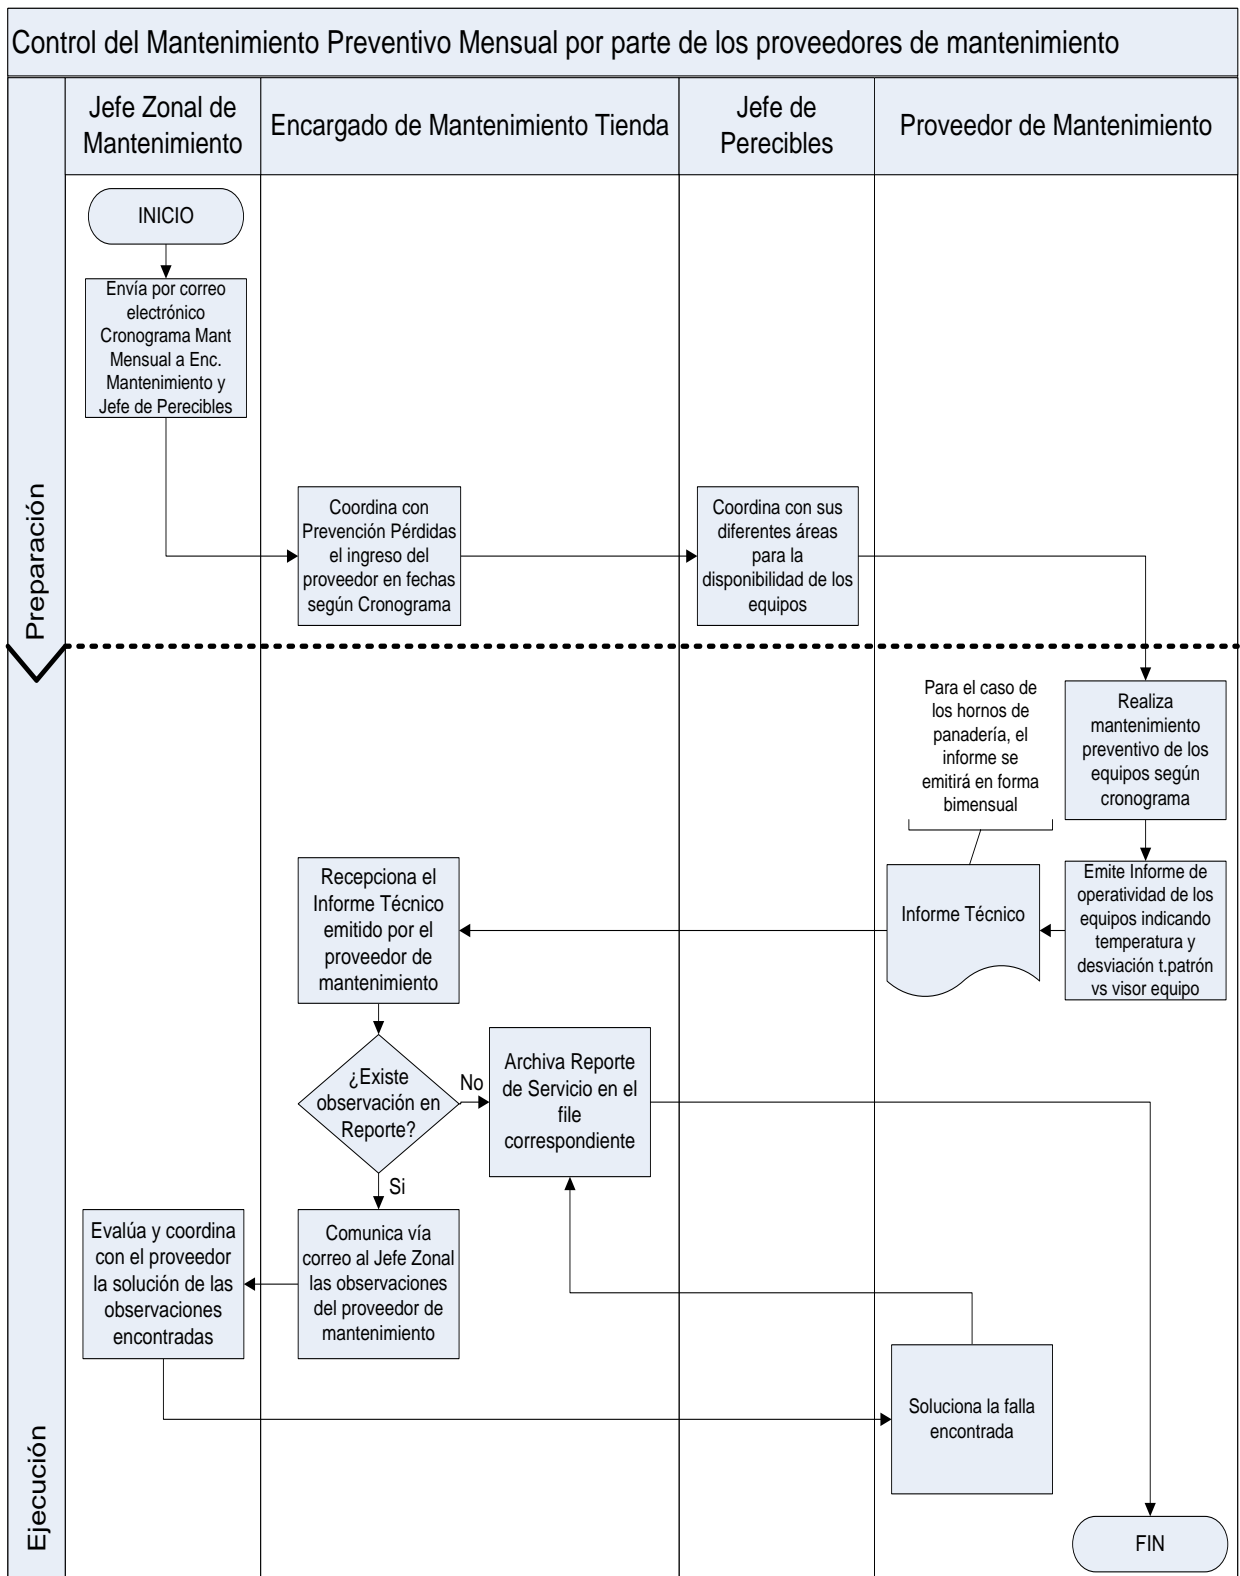 Control del Mantenimiento Preventivo Mensual por parte de los proveedores de mantenimiento
Jefe Zonal de
Mantenimiento
Encargado de Mantenimiento Tienda
Jefe de
Perecibles
Proveedor de Mantenimiento
Preparación
INICIO
Envía por correo
electrónico
Cronograma Mant
Mensual a Enc.
Mantenimiento y
Jefe de Perecibles
Coordina con
Prevención Pérdidas
el ingreso del
proveedor en fechas
según Cronograma
Coordina con sus
diferentes áreas
para la
disponibilidad de los
equipos
Ejecución
Realiza
mantenimiento
preventivo de los
equipos según
cronograma
Para el caso de
los hornos de
panadería, el
informe se
emitirá en forma
bimensual
Emite Informe de
operatividad de los
equipos indicando
temperatura y
desviación t.patrón
vs visor equipo
Informe Técnico
Recepciona el
Informe Técnico
emitido por el
proveedor de
mantenimiento
¿Existe
observación en
Reporte?
No
Archiva Reporte
de Servicio en el
file
correspondiente
Si
Comunica vía
correo al Jefe Zonal
las observaciones
del proveedor de
mantenimiento
Evalúa y coordina
con el proveedor
la solución de las
observaciones
encontradas
Soluciona la falla
encontrada
FIN